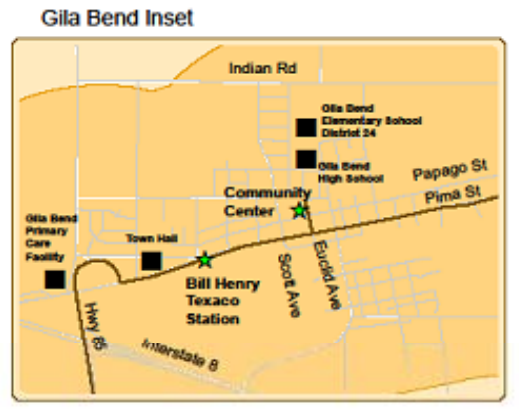 Gila Bend Inset
Indian Rd
Gila Bend
Elementary School
District 24
Gila Bend
High School
Papago St
Pima St
Community
Center
Gila Bend
Primary
Care
Facility
Town Hall
Bill Henry
Texaco
Station
Scott Ave
Euclid Ave
Hwy 85
Interstate 8